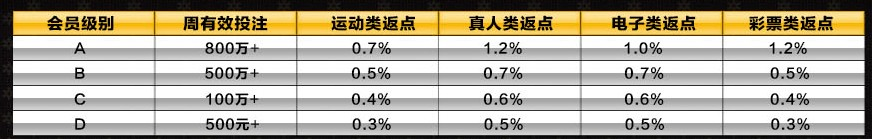 会员级别 周有效投注 运动类返点 真人类返点 电子类返点 彩票类返点
A 800万+ 0.7% 1.2% 1.0% 1.2%
B 500万+ 0.5% 0.7% 0.7% 0.5%
C 100万+ 0.4% 0.6% 0.6% 0.4%
D 500元+ 0.3% 0.5% 0.5% 0.3%